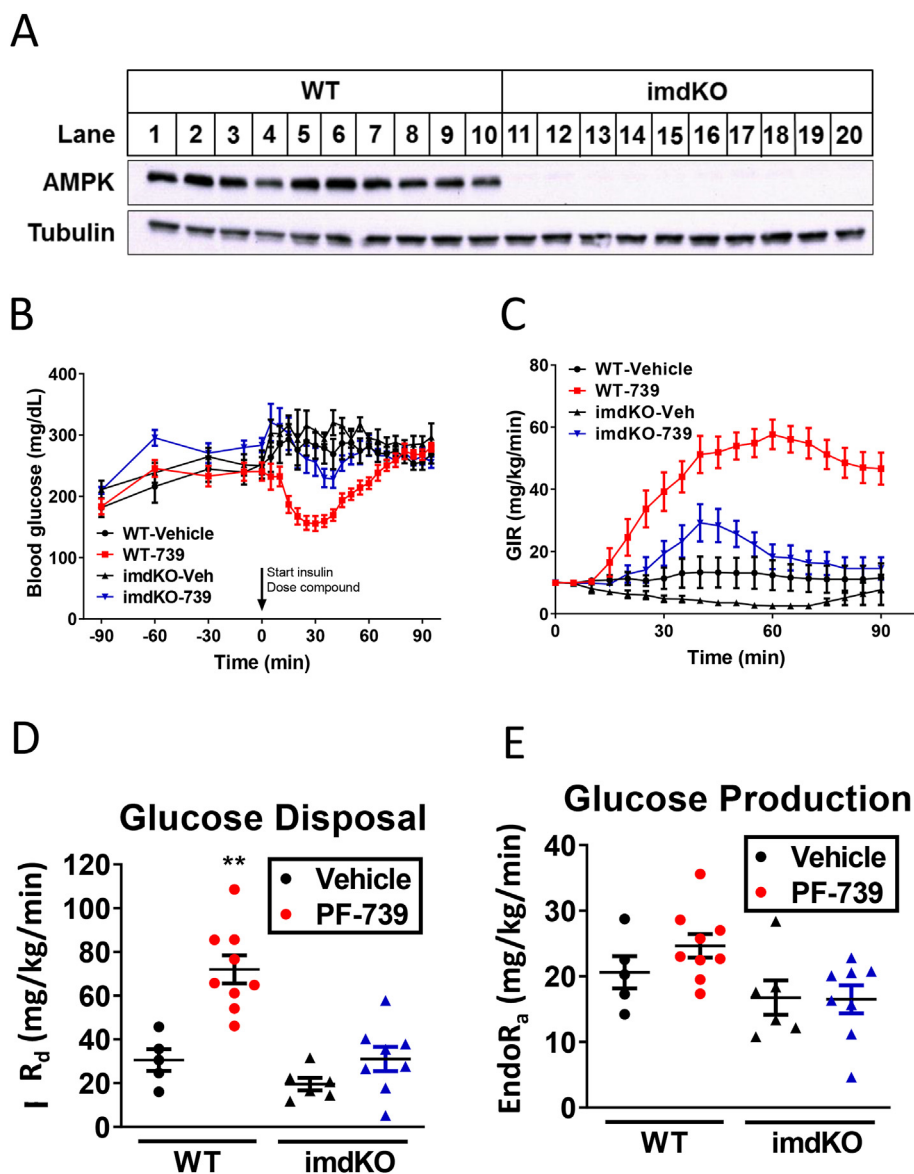 A
WT imdKO
Lane 1 2 3 4 5 6 7 8 9 10 11 12 13 14 15 16 17 18 19 20
AMPK
Tubulin
B
Blood glucose (mg/dL)
400
300
200
100
0
WT-Vehicle
WT-739
imdKO-Veh
imdKO-739
Start insulin
Dose compound
-90 -60 -30 0 30 60 90
Time (min)
C
GIR (mg/kg/min)
80
60
40
20
0
WT-Vehicle
WT-739
imdKO-Veh
imdKO-739
0 30 60 90
Time (min)
D
Glucose Disposal
I R_d (mg/kg/min)
120
100
80
60
40
20
0
**
Vehicle
PF-739
WT imdKO
E
Glucose Production
EndoR_a (mg/kg/min)
40
30
20
10
0
Vehicle
PF-739
WT imdKO